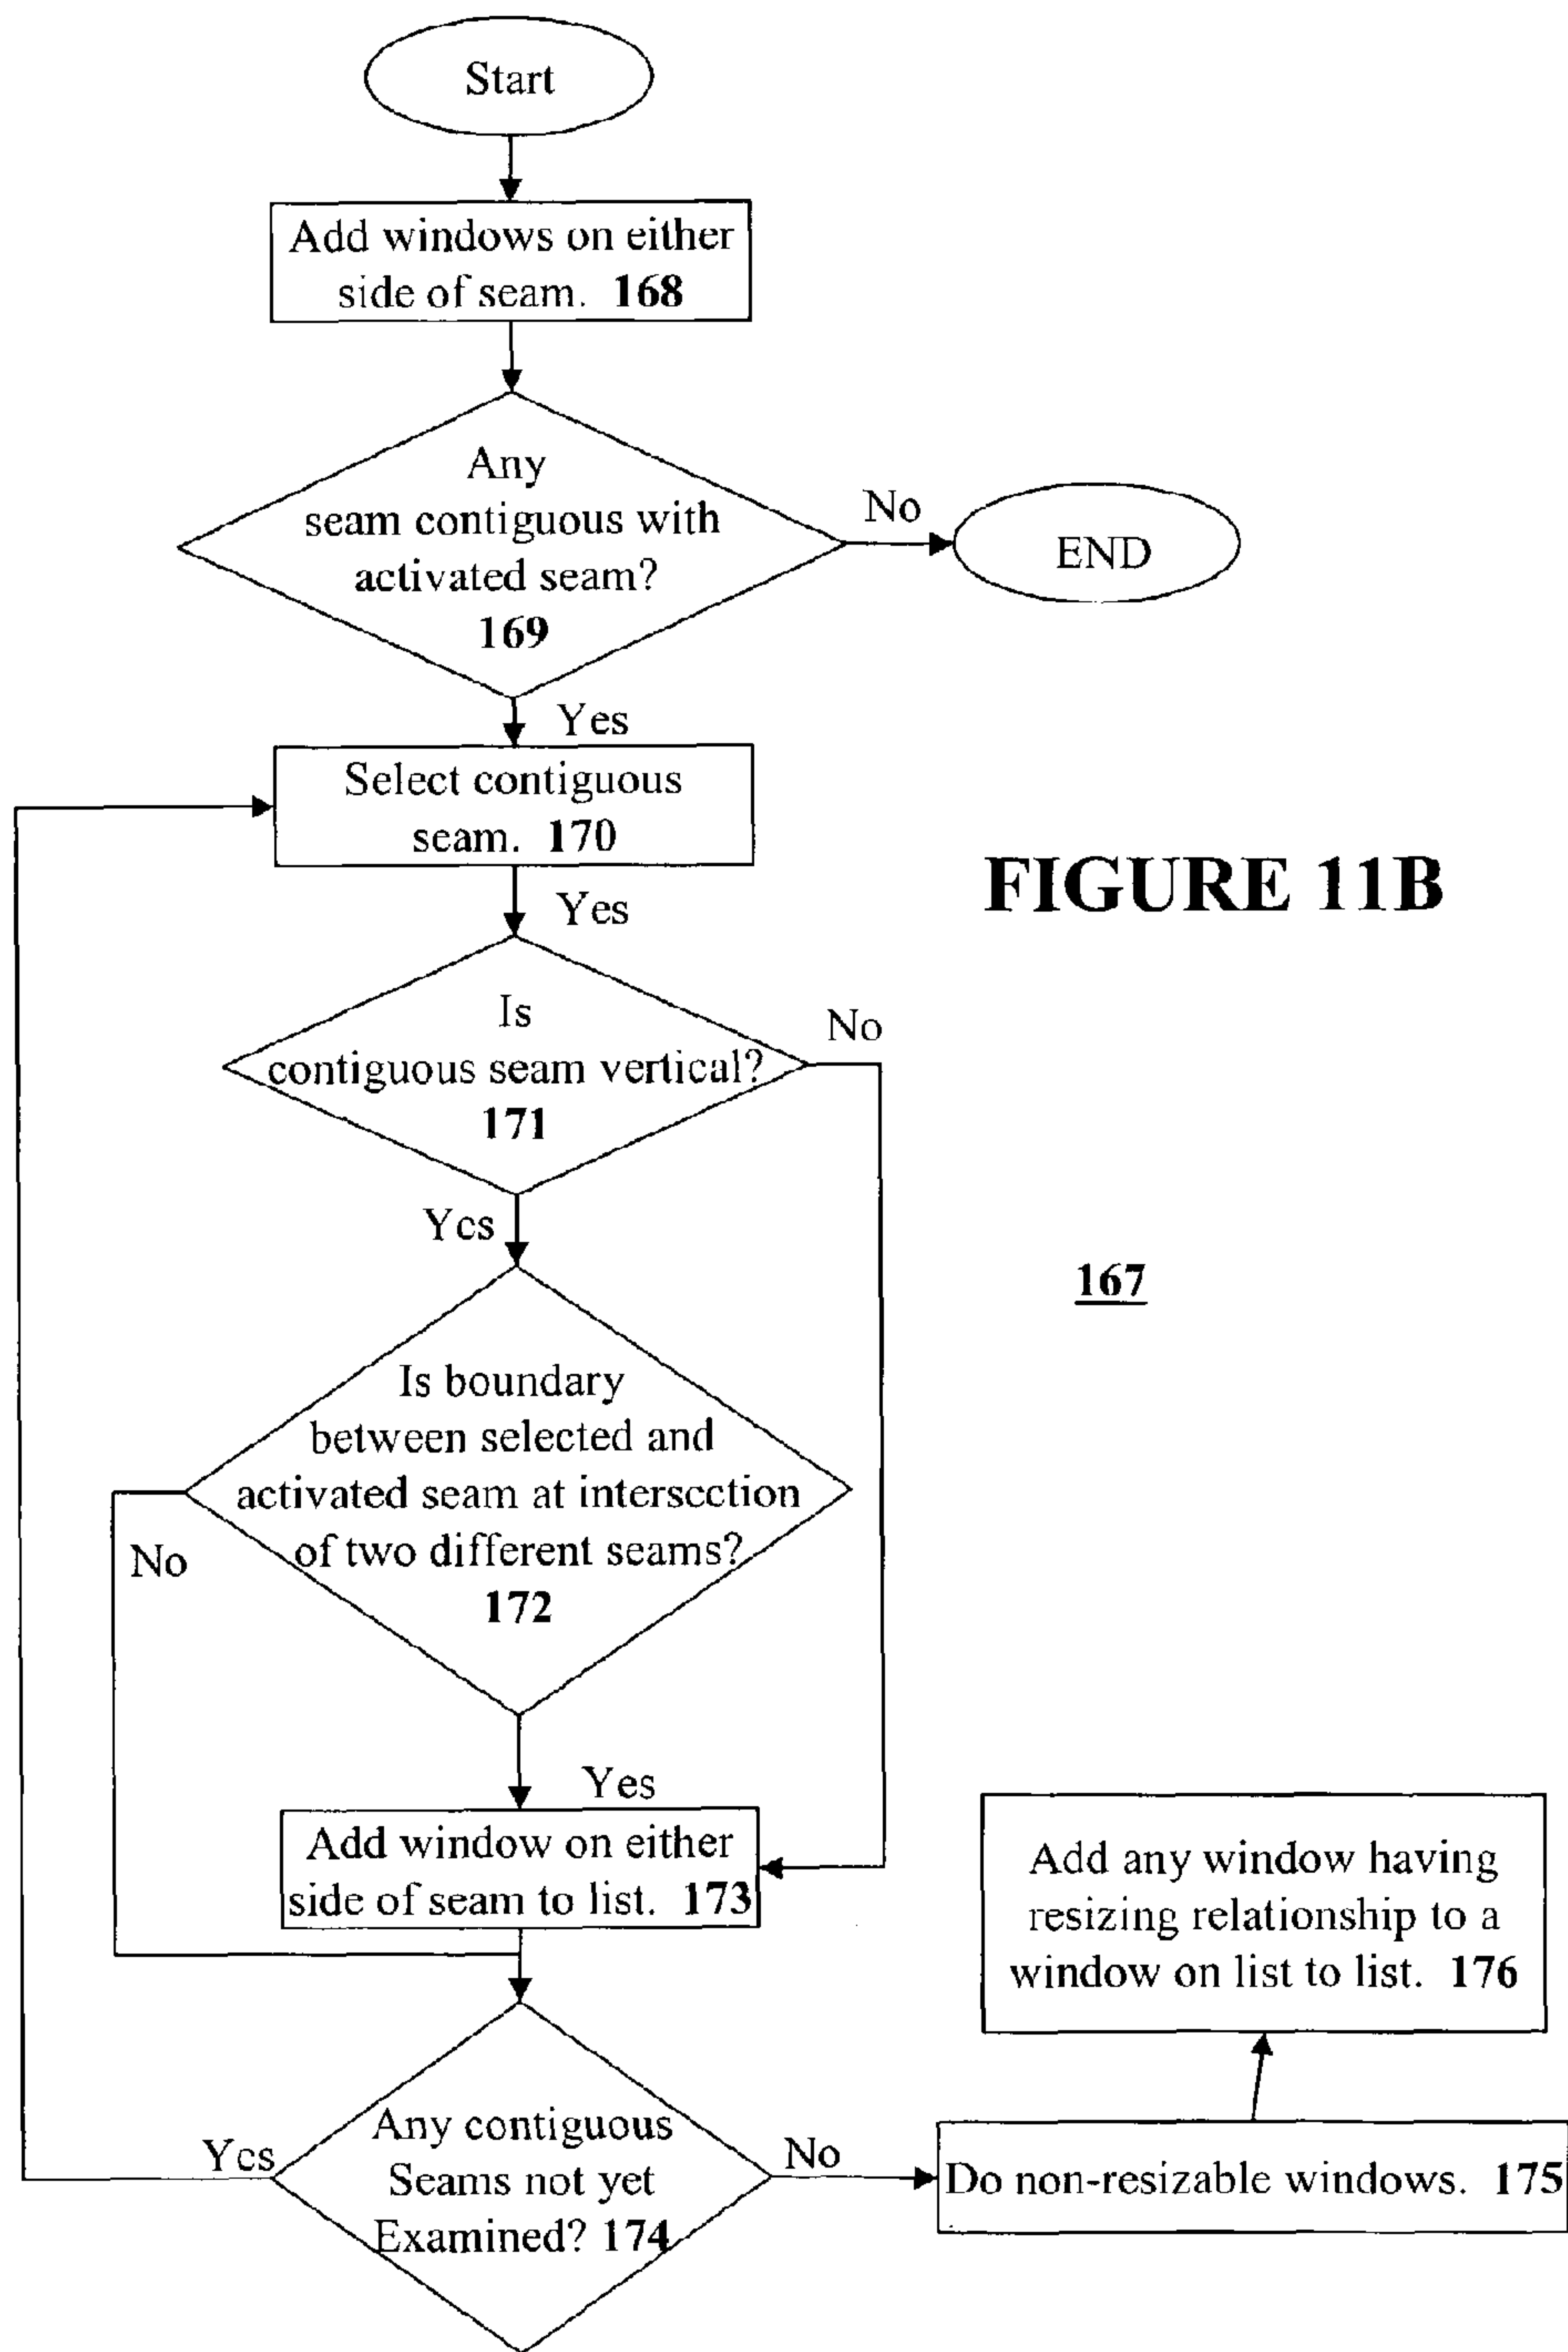 Start
Add windows on either
side of seam. 168
Any
seam contiguous with
activated seam?
169
No
END
Yes
Select contiguous
seam. 170
FIGURE 11B
Yes
Is
contiguous seam vertical?
171
No
Yes
167
Is boundary
between selected and
activated seam at intersection
of two different seams?
172
No
Yes
Add window on either
side of seam to list. 173
Add any window having
resizing relationship to a
window on list to list. 176
Any contiguous
Seams not yet
Examined? 174
Yes
No
Do non-resizable windows. 175